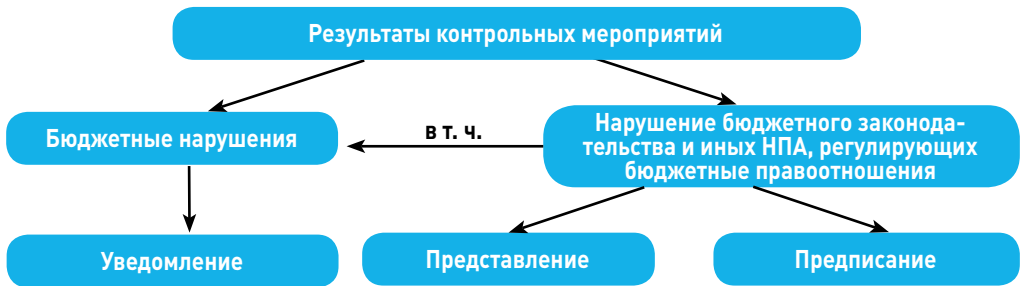 Результаты контрольных мероприятий
Бюджетные нарушения
в т. ч.
Нарушение бюджетного законода-
тельства и иных НПА, регулирующих
бюджетные правоотношения
Уведомление
Представление
Предписание